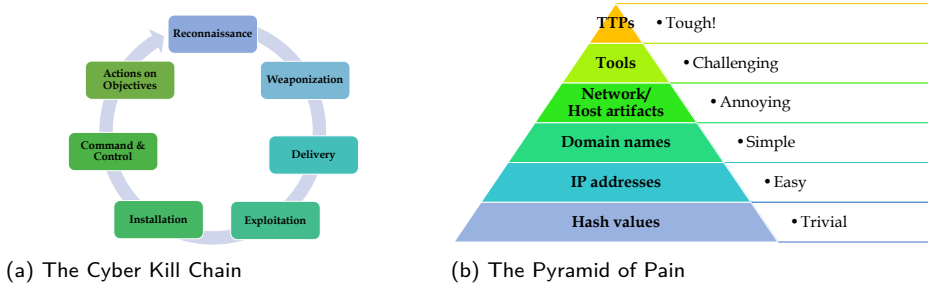 Reconnaissance
Weaponization
Delivery
Exploitation
Installation
Command &
Control
Actions on
Objectives
(a) The Cyber Kill Chain
TTPs
• Tough!
Tools
• Challenging
Network/
Host artifacts
• Annoying
Domain names
• Simple
IP addresses
• Easy
Hash values
• Trivial
(b) The Pyramid of Pain